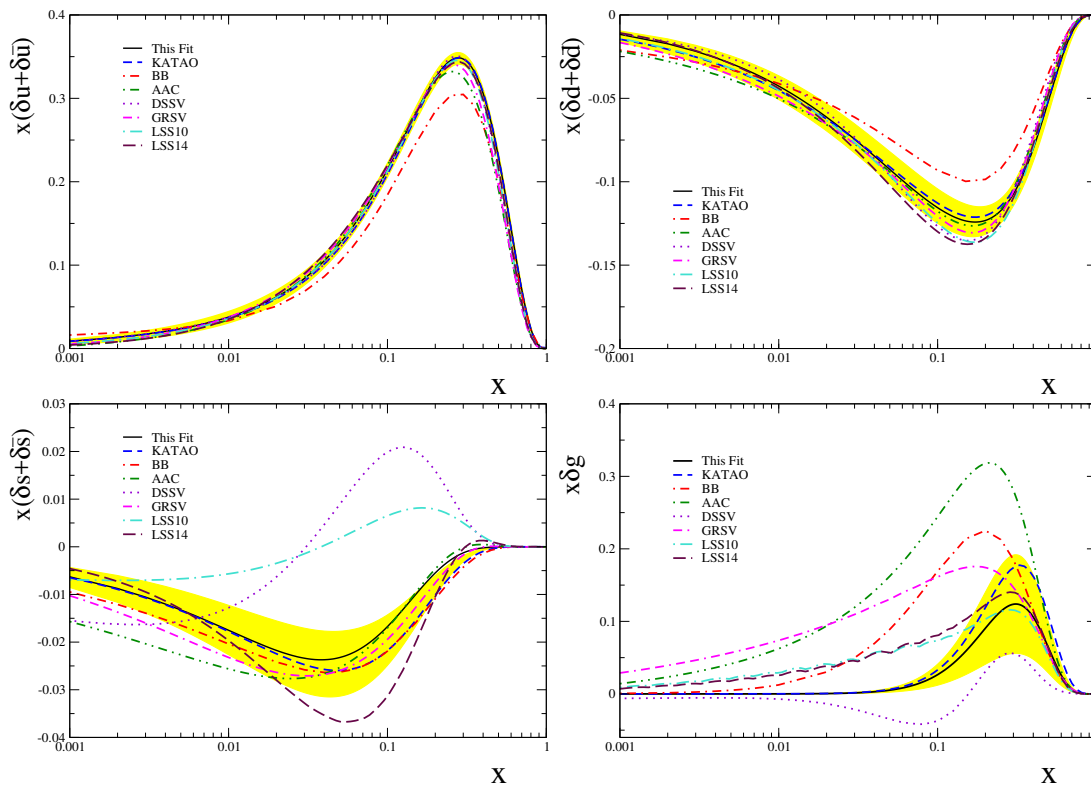 x(δu+δu̅)
0.4
0.3
0.2
0.1
0
This Fit
KATAO
BB
AAC
DSSV
GRSV
LSS10
LSS14
0.001
0.01
0.1
1
X
x(δd+δd̅)
0
-0.05
-0.1
-0.15
-0.2
This Fit
KATAO
BB
AAC
DSSV
GRSV
LSS10
LSS14
0.001
0.01
0.1
X
x(δs+δs̅)
0.03
0.02
0.01
0
-0.01
-0.02
-0.03
-0.04
This Fit
KATAO
BB
AAC
DSSV
GRSV
LSS10
LSS14
0.001
0.01
0.1
1
X
xδg
0.4
0.3
0.2
0.1
0
This Fit
KATAO
BB
AAC
DSSV
GRSV
LSS10
LSS14
0.001
0.01
0.1
X